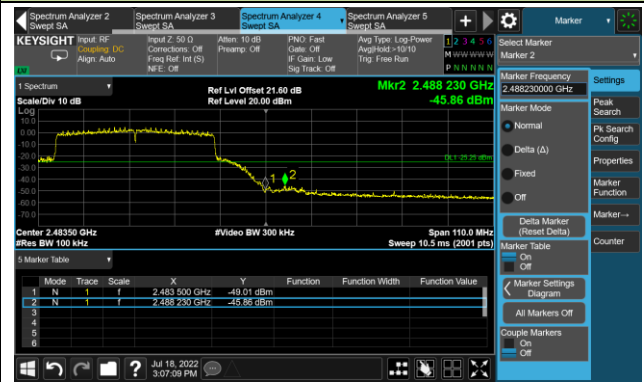 Spectrum Analyzer 2
Swept SA
Spectrum Analyzer 3
Swept SA
Spectrum Analyzer 4
Swept SA
Spectrum Analyzer 5
Swept SA
Marker
KEYSIGHT
Input: RF
Coupling: DC
Align: Auto
Input Z: 50 Ω
Corrections: Off
Freq Ref: Int (S)
NFE: Off
Atten: 10 dB
Preamp: Off
PNO: Fast
Gate: Off
IF Gain: Low
Sig Track: Off
Avg Type: Log-Power
Avg|Hold:>10/10
Trig: Free Run
1 2 3 4 5 6
M W W W W W
P N N N N N
LVI
Select Marker
Marker 2
1 Spectrum
Scale/Div 10 dB
Ref Lvl Offset 21.60 dB
Ref Level 20.00 dBm
Mkr2 2.488 230 GHz
-45.86 dBm
Log
10.0
0.00
-10.0
-20.0
-30.0
-40.0
-50.0
-60.0
-70.0
DL1 -25.25 dBm
1
2
Center 2.48350 GHz
#Res BW 100 kHz
#Video BW 300 kHz
Span 110.0 MHz
Sweep 10.5 ms (2001 pts)
5 Marker Table
Mode Trace Scale X Y Function Function Width Function Value
1 N 1 f 2.483 500 GHz -49.01 dBm
2 N 1 f 2.488 230 GHz -45.86 dBm
3
4
5
6
Marker Frequency
2.488230000 GHz
Marker Mode
Normal
Delta (Δ)
Fixed
Off
Delta Marker
(Reset Delta)
Marker Table
On
Off
Marker Settings
Diagram
All Markers Off
Couple Markers
On
Off
Settings
Peak
Search
Pk Search
Config
Properties
Marker
Function
Marker→
Counter
Jul 18, 2022
3:07:09 PM